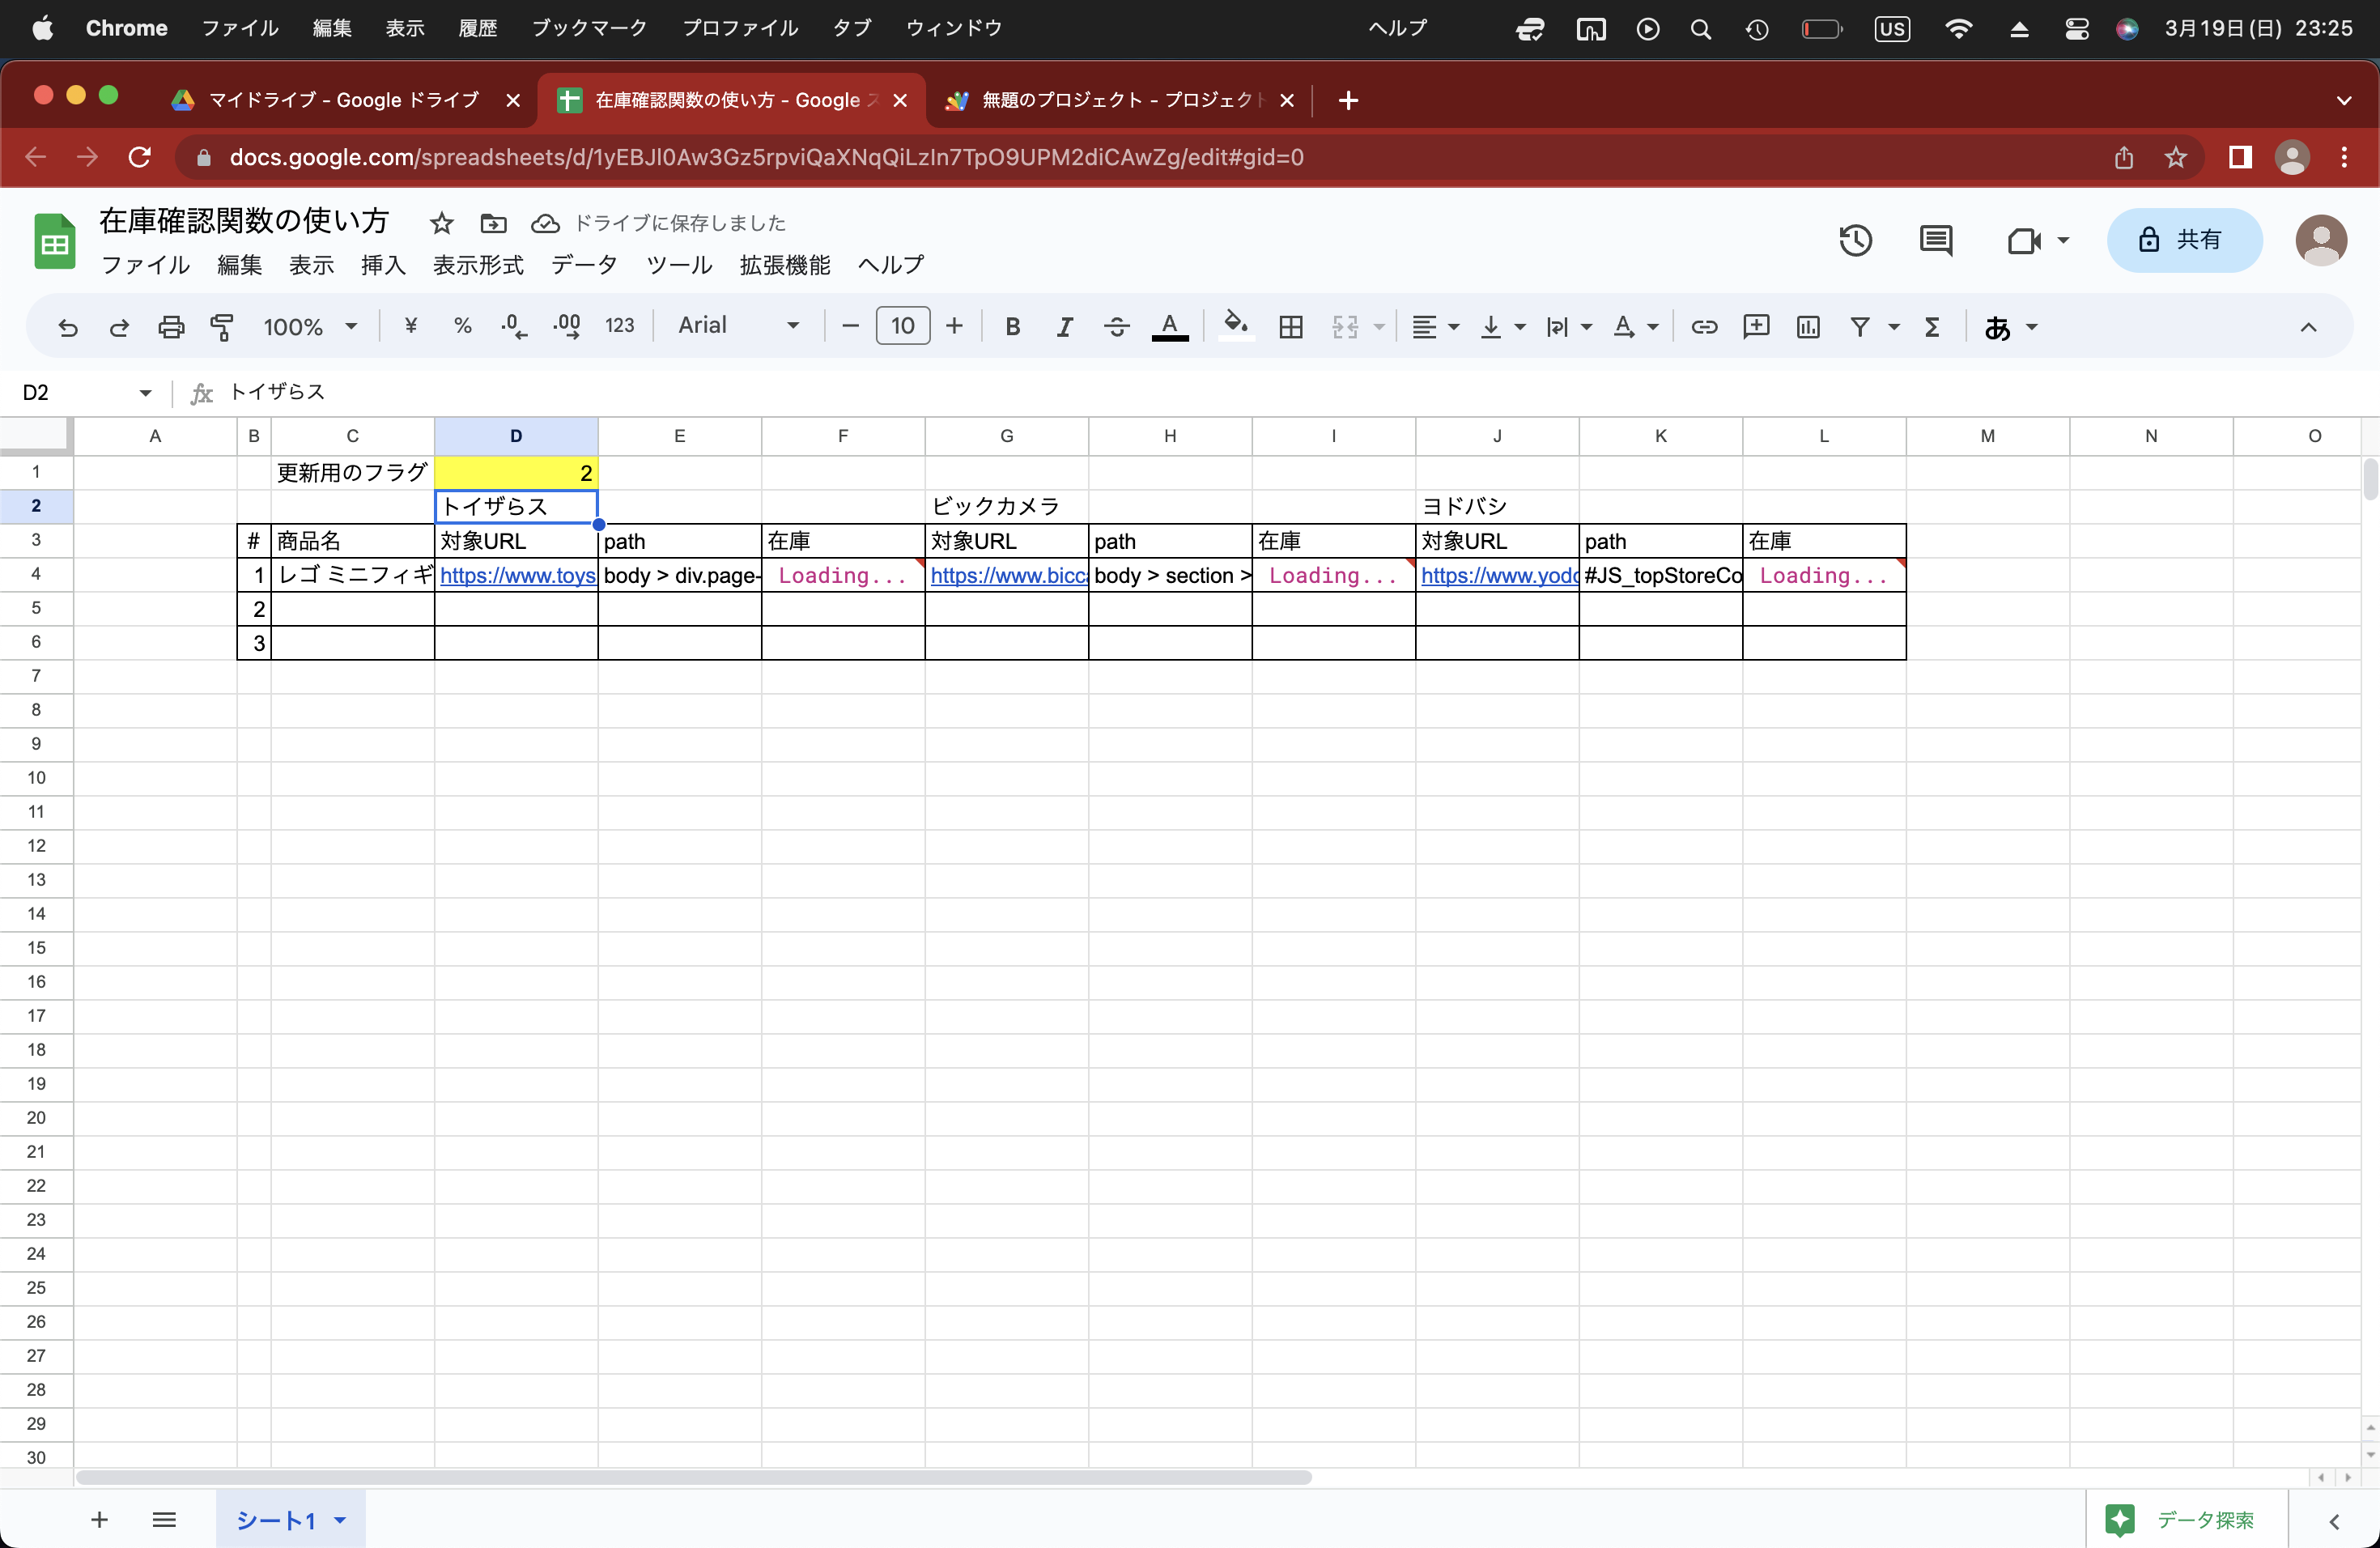 Chrome ファイル 編集 表示 履歴 ブックマーク プロファイル タブ ウィンドウ ヘルプ US 3月19日(日) 23:25
マイドライブ - Google ドライブ 在庫確認関数の使い方 - Google ス 無題のプロジェクト - プロジェクト
docs.google.com/spreadsheets/d/1yEBJl0Aw3Gz5rpviQaXNqQiLzIn7TpO9UPM2diCAwZg/edit#gid=0
在庫確認関数の使い方 ドライブに保存しました
ファイル 編集 表示 挿入 表示形式 データ ツール 拡張機能 ヘルプ 共有
100% ¥ % .0 .00 123 Arial 10 B I A Σ あ
D2 fx トイザらス
A B C D E F G H I J K L M N O
1 更新用のフラグ 2
2 トイザらス ビックカメラ ヨドバシ
3 # 商品名 対象URL path 在庫 対象URL path 在庫 対象URL path 在庫
4 1 レゴ ミニフィギ https://www.toys body > div.page- Loading... https://www.bicc body > section > Loading... https://www.yodo #JS_topStoreCo Loading...
5 2
6 3
7
8
9
10
11
12
13
14
15
16
17
18
19
20
21
22
23
24
25
26
27
28
29
30
シート1 データ探索